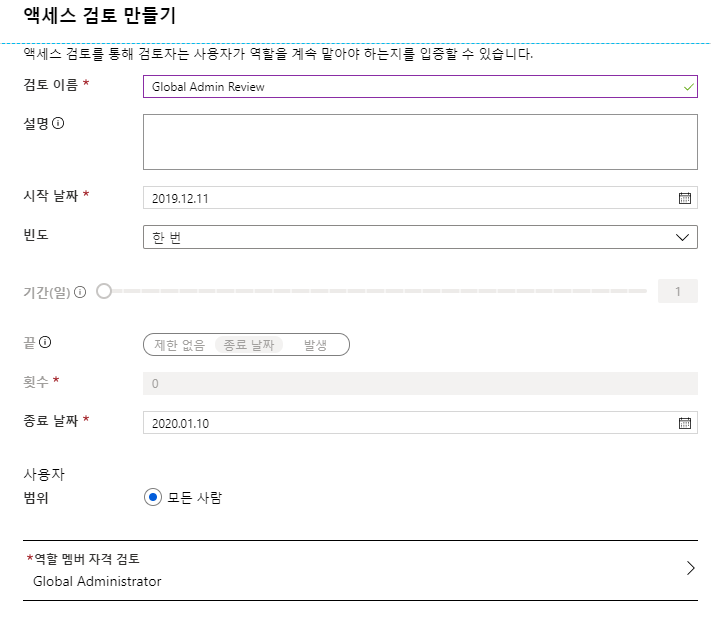 액세스 검토 만들기
액세스 검토를 통해 검토자는 사용자가 역할을 계속 맡아야 하는지를 입증할 수 있습니다.
검토 이름 * Global Admin Review
설명
시작 날짜 * 2019.12.11
빈도 한 번
기간(일) 1
끝 제한 없음 종료 날짜 발생
횟수 * 0
종료 날짜 * 2020.01.10
사용자
범위 모든 사람
*역할 멤버 자격 검토
Global Administrator